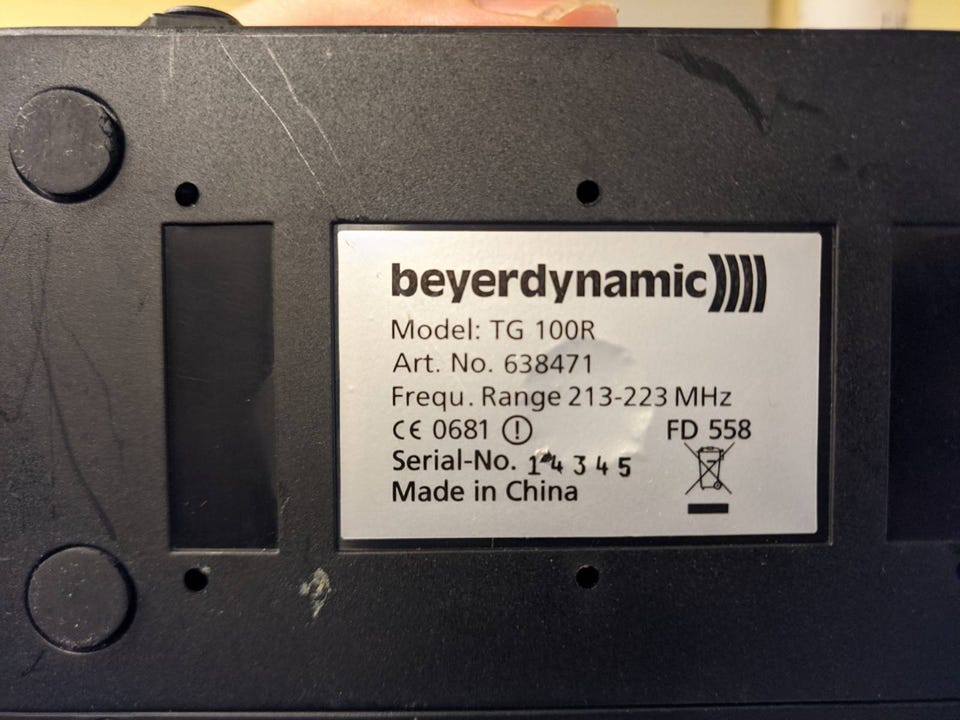 beyerdynamic
Model: TG 100R
Art. No. 638471
Frequ. Range 213-223 MHz
CE 0681 FD 558
Serial-No. 14345
Made in China